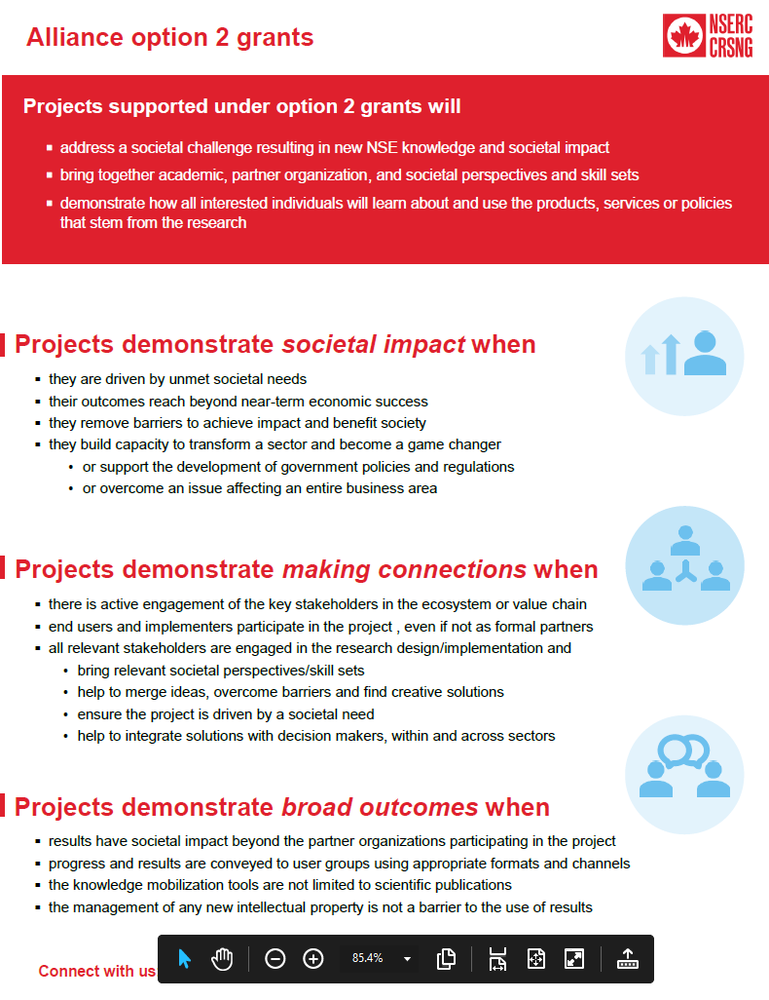 Alliance option 2 grants
NSERC
CRSNG
Projects supported under option 2 grants will
▪ address a societal challenge resulting in new NSE knowledge and societal impact
▪ bring together academic, partner organization, and societal perspectives and skill sets
▪ demonstrate how all interested individuals will learn about and use the products, services or policies
that stem from the research
Projects demonstrate societal impact when
▪ they are driven by unmet societal needs
▪ their outcomes reach beyond near-term economic success
▪ they remove barriers to achieve impact and benefit society
▪ they build capacity to transform a sector and become a game changer
• or support the development of government policies and regulations
• or overcome an issue affecting an entire business area
Projects demonstrate making connections when
▪ there is active engagement of the key stakeholders in the ecosystem or value chain
▪ end users and implementers participate in the project , even if not as formal partners
▪ all relevant stakeholders are engaged in the research design/implementation and
• bring relevant societal perspectives/skill sets
• help to merge ideas, overcome barriers and find creative solutions
• ensure the project is driven by a societal need
• help to integrate solutions with decision makers, within and across sectors
Projects demonstrate broad outcomes when
▪ results have societal impact beyond the partner organizations participating in the project
▪ progress and results are conveyed to user groups using appropriate formats and channels
▪ the knowledge mobilization tools are not limited to scientific publications
▪ the management of any new intellectual property is not a barrier to the use of results
Connect with us
85.4%